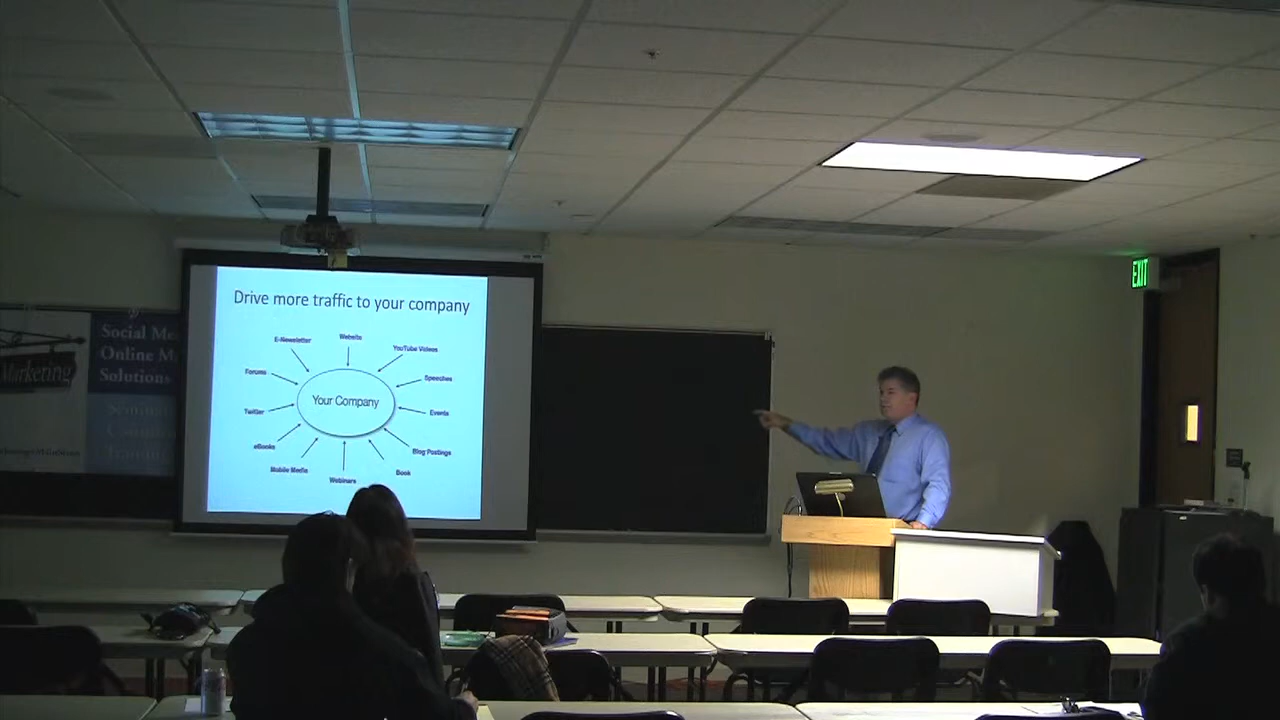 Drive more traffic to your company
E-Newsletter
Website
YouTube Videos
Forums
Speeches
Your Company
Twitter
Events
eBooks
Blog Postings
Mobile Media
Book
Webinars
Social Me
Online M
Solutions
Marketing
EXIT